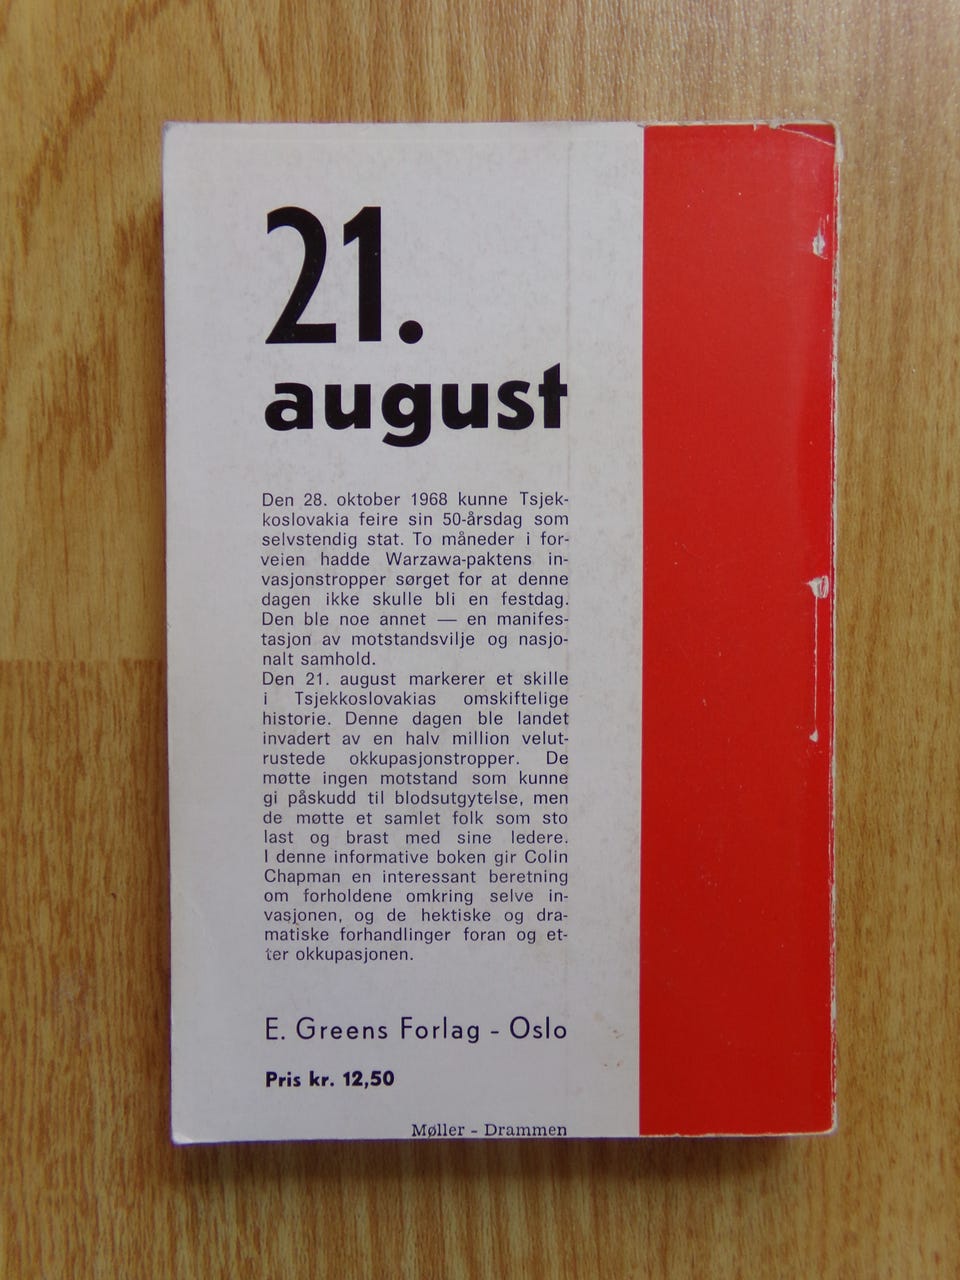 21.
august
Den 28. oktober 1968 kunne Tsjek-
koslovakia feire sin 50-årsdag som
selvstendig stat. To måneder i for-
veien hadde Warzawa-paktens in-
vasjonstropper sørget for at denne
dagen ikke skulle bli en festdag.
Den ble noe annet — en manifes-
tasjon av motstandsvilje og nasjo-
nalt samhold.
Den 21. august markerer et skille
i Tsjekkoslovakias omskiftelige
historie. Denne dagen ble landet
invadert av en halv million velut-
rustede okkupasjonstropper. De
møtte ingen motstand som kunne
gi påskudd til blodsutgytelse, men
de møtte et samlet folk som sto
last og brast med sine ledere.
I denne informative boken gir Colin
Chapman en interessant beretning
om forholdene omkring selve in-
vasjonen, og de hektiske og dra-
matiske forhandlinger foran og et-
ter okkupasjonen.
E. Greens Forlag - Oslo
Pris kr. 12,50
Møller - Drammen